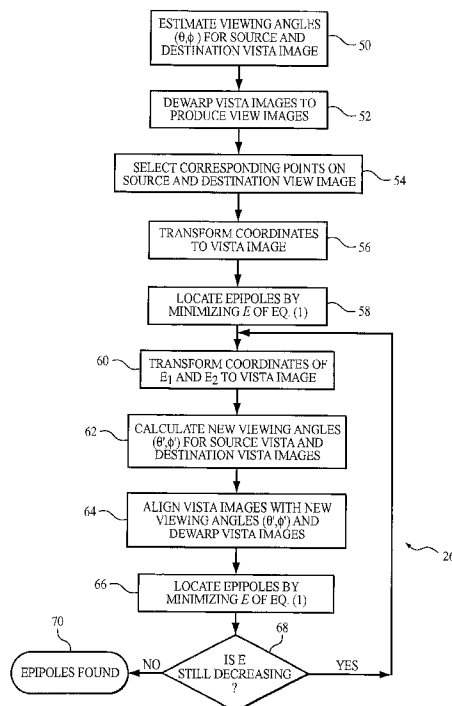 ESTIMATE VIEWING ANGLES
(θ,ϕ) FOR SOURCE AND
DESTINATION VISTA IMAGE
50
DEWARP VISTA IMAGES TO
PRODUCE VIEW IMAGES
52
SELECT CORRESPONDING POINTS ON
SOURCE AND DESTINATION VIEW IMAGE
54
TRANSFORM COORDINATES
TO VISTA IMAGE
56
LOCATE EPIPOLES BY
MINIMIZING E OF EQ. (1)
58
60
TRANSFORM COORDINATES OF
E1 AND E2 TO VISTA IMAGE
62
CALCULATE NEW VIEWING ANGLES
(θ',ϕ') FOR SOURCE VISTA AND
DESTINATION VISTA IMAGES
64
ALIGN VISTA IMAGES WITH NEW
VIEWING ANGLES (θ',ϕ') AND
DEWARP VISTA IMAGES
26
66
LOCATE EPIPOLES BY
MINIMIZING E OF EQ. (1)
68
IS E
STILL DECREASING
?
YES
NO
70
EPIPOLES FOUND